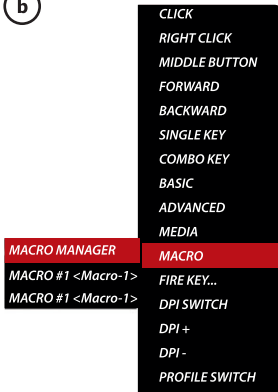 b
CLICK
RIGHT CLICK
MIDDLE BUTTON
FORWARD
BACKWARD
SINGLE KEY
COMBO KEY
BASIC
ADVANCED
MEDIA
MACRO
MACRO MANAGER
MACRO #1 <Macro-1>
MACRO #1 <Macro-1>
FIRE KEY...
DPI SWITCH
DPI +
DPI -
PROFILE SWITCH